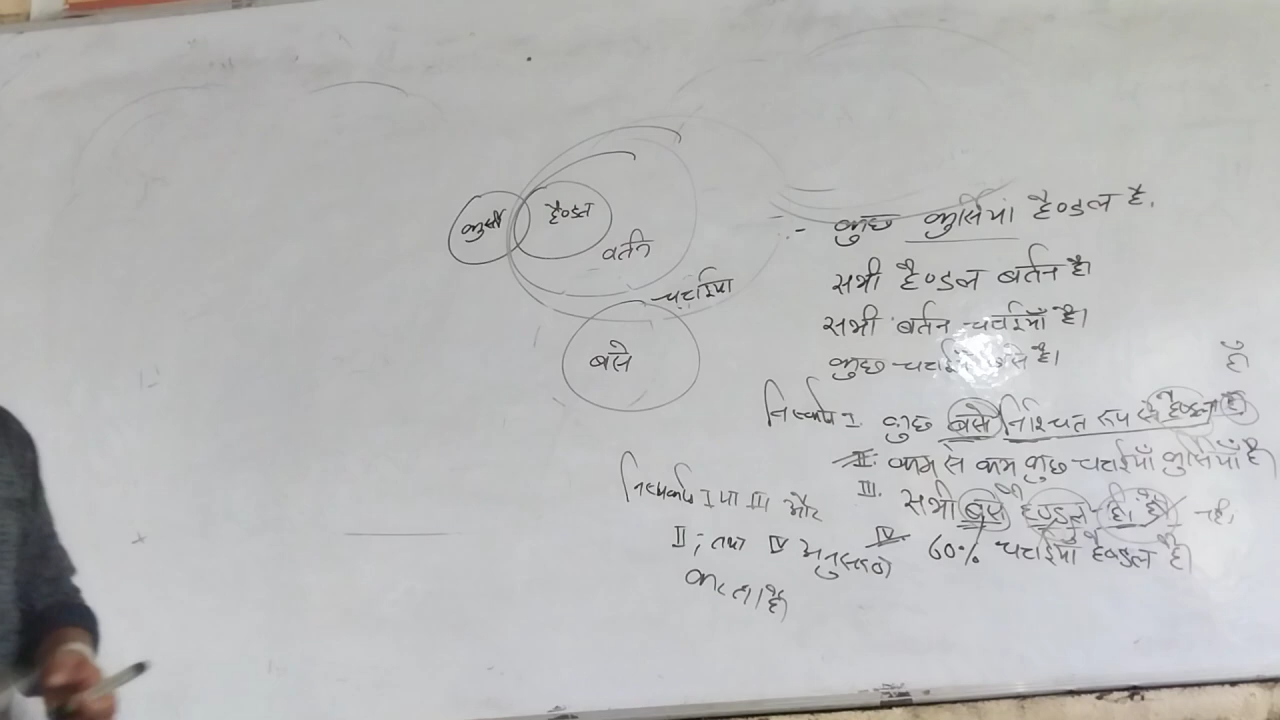 कुर्सी
हैण्डल
बर्तन
चटाईया
बसे
:- कुछ कुर्सिया हैण्डल है.
सभी हैण्डल बर्तन है।
सभी बर्तन चटाईयाँ है।
कुछ चटाईयाँ बसे है।
निष्कर्ष I. कुछ बसे निश्चित रूप से हैण्डल है
II. कम से कम कुछ चटाईयाँ कुर्सियाँ है
III. सभी बसे हैण्डल है।
IV 60% चटाईयाँ हैण्डल है।
निष्कर्ष I या III और
II, तथा IV अनुसरण
करता है